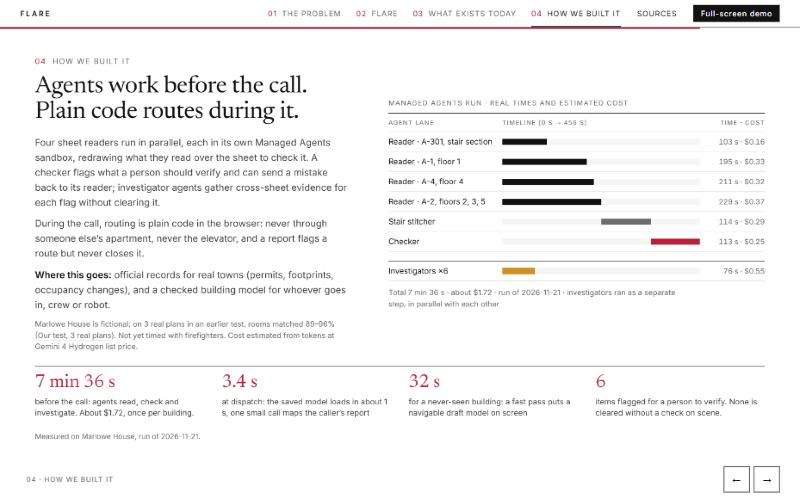 FLARE
01 THE PROBLEM
02 FLARE
03 WHAT EXISTS TODAY
04 HOW WE BUILT IT
SOURCES
Full-screen demo
04 HOW WE BUILT IT
Agents work before the call.
Plain code routes during it.
Four sheet readers run in parallel, each in its own Managed Agents
sandbox, redrawing what they read over the sheet to check it. A
checker flags what a person should verify and can send a mistake
back to its reader; investigator agents gather cross-sheet evidence for
each flag without clearing it.
During the call, routing is plain code in the browser: never through
someone else's apartment, never the elevator, and a report flags a
route but never closes it.
Where this goes: official records for real towns (permits, footprints,
occupancy changes), and a checked building model for whoever goes
in, crew or robot.
Marlowe House is fictional; on 3 real plans in an earlier test, rooms matched 89–96%
(Our test, 3 real plans). Not yet timed with firefighters. Cost estimated from tokens at
Gemini 4 Hydrogen list price.
MANAGED AGENTS RUN · REAL TIMES AND ESTIMATED COST
AGENT LANE TIMELINE (0 S → 456 S) TIME · COST
Reader · A-301, stair section 103 s · $0.16
Reader · A-1, floor 1 195 s · $0.33
Reader · A-4, floor 4 211 s · $0.32
Reader · A-2, floors 2, 3, 5 229 s · $0.37
Stair stitcher 114 s · $0.29
Checker 113 s · $0.25
Investigators ×6 76 s · $0.55
Total 7 min 36 s · about $1.72 · run of 2026-11-21 · investigators ran as a separate
step, in parallel with each other
7 min 36 s
before the call: agents read, check and
investigate. About $1.72, once per building.
3.4 s
at dispatch: the saved model loads in about 1
s, one small call maps the caller's report
32 s
for a never-seen building: a fast pass puts a
navigable draft model on screen
6
items flagged for a person to verify. None is
cleared without a check on scene.
Measured on Marlowe House, run of 2026-11-21.
04 · HOW WE BUILT IT
← →